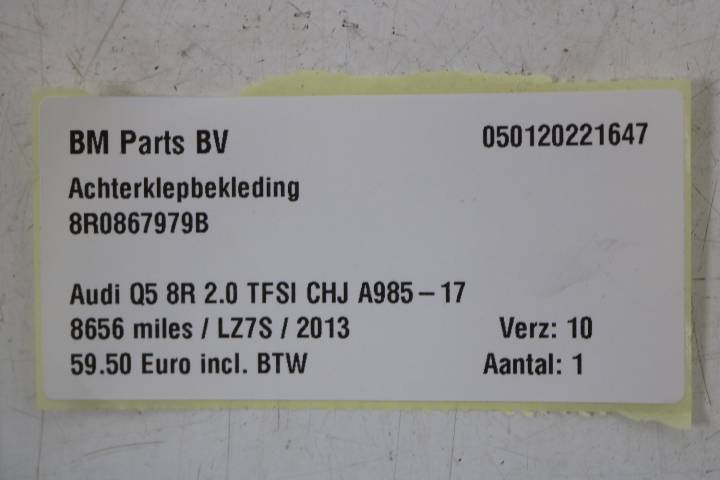 BM Parts BV 050120221647
Achterklepbekleding
8R0867979B
Audi Q5 8R 2.0 TFSI CHJ A985-17
8656 miles / LZ7S / 2013 Verz: 10
59.50 Euro incl. BTW Aantal: 1